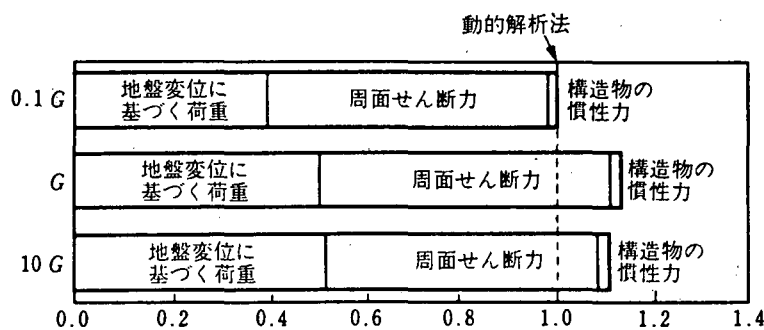 動的解析法
0.1 G
地盤変位に
基づく荷重
周面せん断力
構造物の
慣性力
G
地盤変位に
基づく荷重
周面せん断力
構造物の
慣性力
10 G
地盤変位に
基づく荷重
周面せん断力
構造物の
慣性力
0.0 0.2 0.4 0.6 0.8 1.0 1.2 1.4